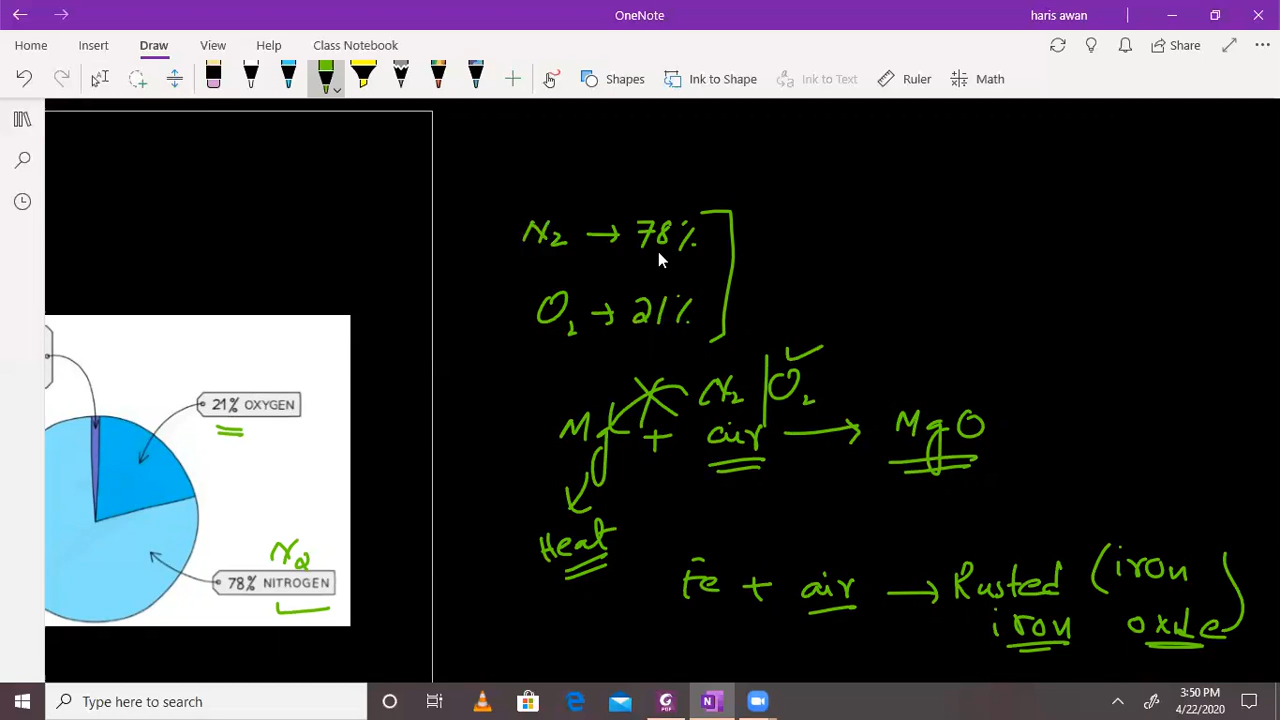 OneNote
haris awan
Home Insert Draw View Help Class Notebook
Share
Shapes Ink to Shape Ink to Text Ruler Math
N2 → 78%
O2 → 21%
21% OXYGEN
N2 | O2
Mg + air → MgO
Heat
N2
78% NITROGEN
Fe + air → Rusted (iron
iron oxide)
Type here to search
3:50 PM
4/22/2020